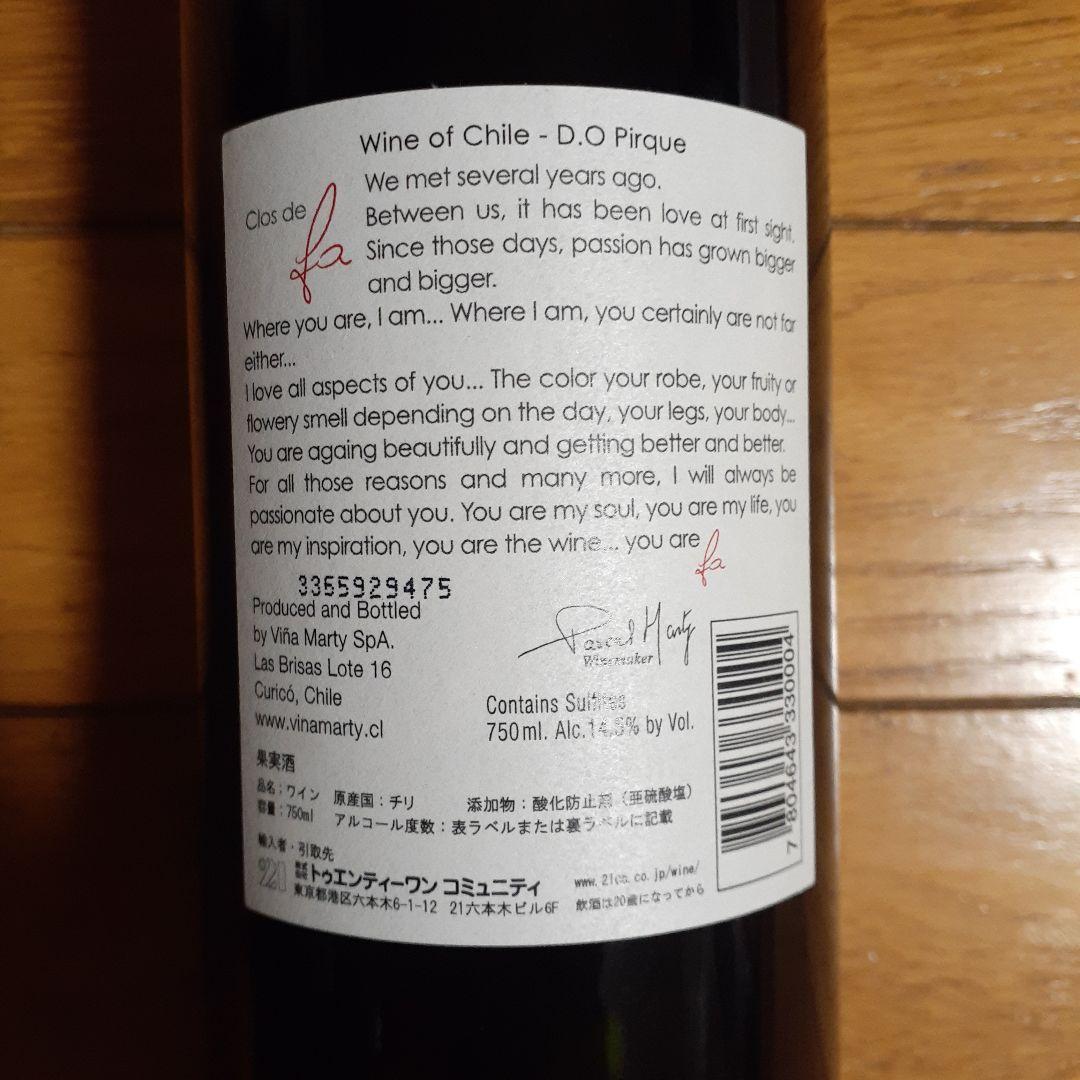 Wine of Chile - D.O Pirque
Clos de fa
We met several years ago.
Between us, it has been love at first sight.
Since those days, passion has grown bigger
and bigger.
Where you are, I am... Where I am, you certainly are not far
either...
I love all aspects of you... The color your robe, your fruity or
flowery smell depending on the day, your legs, your body...
You are againg beautifully and getting better and better.
For all those reasons and many more, I will always be
passionate about you. You are my soul, you are my life, you
are my inspiration, you are the wine... you are fa
3365929475
Produced and Bottled
by Viña Marty SpA.
Las Brisas Lote 16
Curicó, Chile
www.vinamarty.cl
Pascal Marty
Winemaker
Contains Sulfites
750ml. Alc. by Vol.
7 804643 330004
果実酒
品名:ワイン
容量:750ml
原産国:チリ
添加物:酸化防止剤(亜硫酸塩)
アルコール度数:表ラベルまたは裏ラベルに記載
輸入者・引取先
21 株式会社トゥエンティーワン コミュニティ
東京都港区六本木6-1-12 21六本木ビル6F
www.21cc.co.jp/wine/
飲酒は20歳になってから